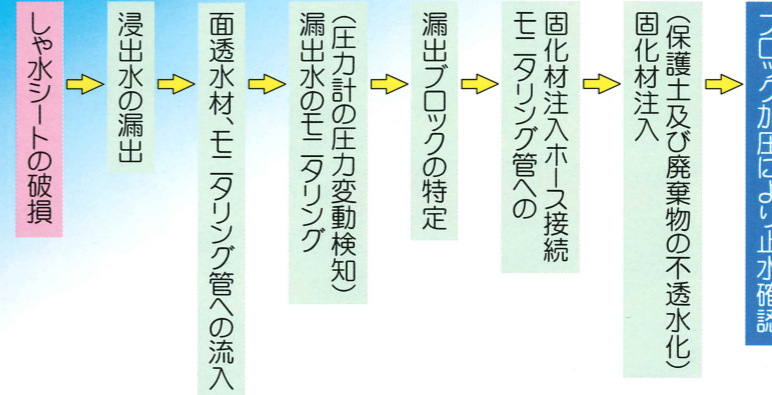 しゃ水シートの破損
浸出水の漏出
面透水材、モニタリング管への流入
漏出水のモニタリング
（圧力計の圧力変動検知）
漏出ブロックの特定
モニタリング管への
固化材注入ホース接続
固化材注入
（保護土及び廃棄物の不透水化）
ブロック加圧により止水確認